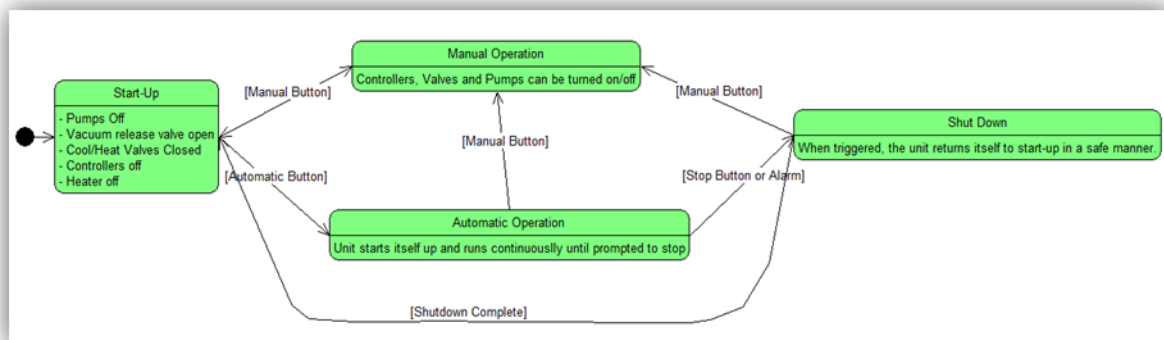 Manual Operation
Controllers, Valves and Pumps can be turned on/off
Start-Up
- Pumps Off
- Vacuum release valve open
- Cool/Heat Valves Closed
- Controllers off
- Heater off
[Manual Button]
[Manual Button]
[Manual Button]
Shut Down
When triggered, the unit returns itself to start-up in a safe manner.
[Automatic Button]
[Stop Button or Alarm]
Automatic Operation
Unit starts itself up and runs continuouslly until prompted to stop
[Shutdown Complete]